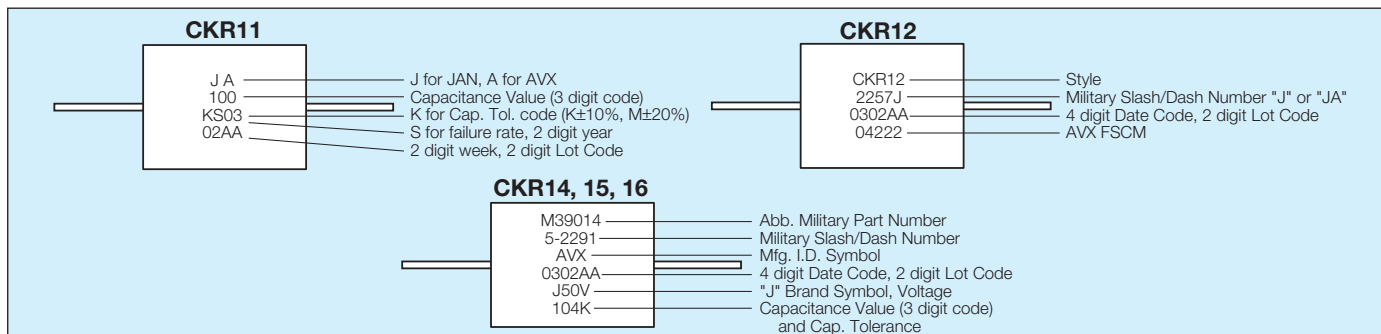 CKR11
J A
100
KS03
02AA
J for JAN, A for AVX
Capacitance Value (3 digit code)
K for Cap. Tol. code (K±10%, M±20%)
S for failure rate, 2 digit year
2 digit week, 2 digit Lot Code
CKR12
CKR12
2257J
0302AA
04222
Style
Military Slash/Dash Number "J" or "JA"
4 digit Date Code, 2 digit Lot Code
AVX FSCM
CKR14, 15, 16
M39014
5-2291
AVX
0302AA
J50V
104K
Abb. Military Part Number
Military Slash/Dash Number
Mfg. I.D. Symbol
4 digit Date Code, 2 digit Lot Code
"J" Brand Symbol, Voltage
Capacitance Value (3 digit code)
and Cap. Tolerance